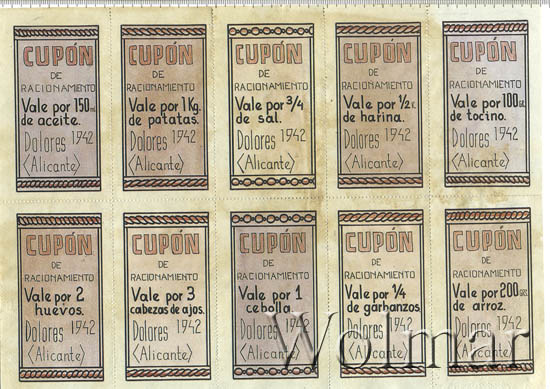 CUPÓN
DE
RACIONAMIENTO
Vale por 150 ml.
de aceite.
Dolores 1942
(Alicante)
CUPÓN
DE
RACIONAMIENTO
Vale por 1 Kg.
de patatas.
Dolores 1942
(Alicante)
CUPÓN
DE
RACIONAMIENTO
Vale por 3/4
de sal.
Dolores 1942
(Alicante)
CUPÓN
DE
RACIONAMIENTO
Vale por 1/2 K.
de harina.
Dolores 1942
(Alicante)
CUPÓN
DE
RACIONAMIENTO
Vale por 100
de tocino.
Dolores 1942
(Alicante)
CUPÓN
DE
RACIONAMIENTO
Vale por 2
huevos.
Dolores 1942
(Alicante)
CUPÓN
DE
RACIONAMIENTO
Vale por 3
cabezas de ajos.
Dolores 1942
(Alicante)
CUPÓN
DE
RACIONAMIENTO
Vale por 1
cebolla.
Dolores 1942
(Alicante)
CUPÓN
DE
RACIONAMIENTO
Vale por 1/4
de garbanzos.
Dolores 1942
(Alicante)
CUPÓN
DE
RACIONAMIENTO
Vale por 200 GRS.
de arroz.
Dolores 1942
(Alicante)
Wolmar